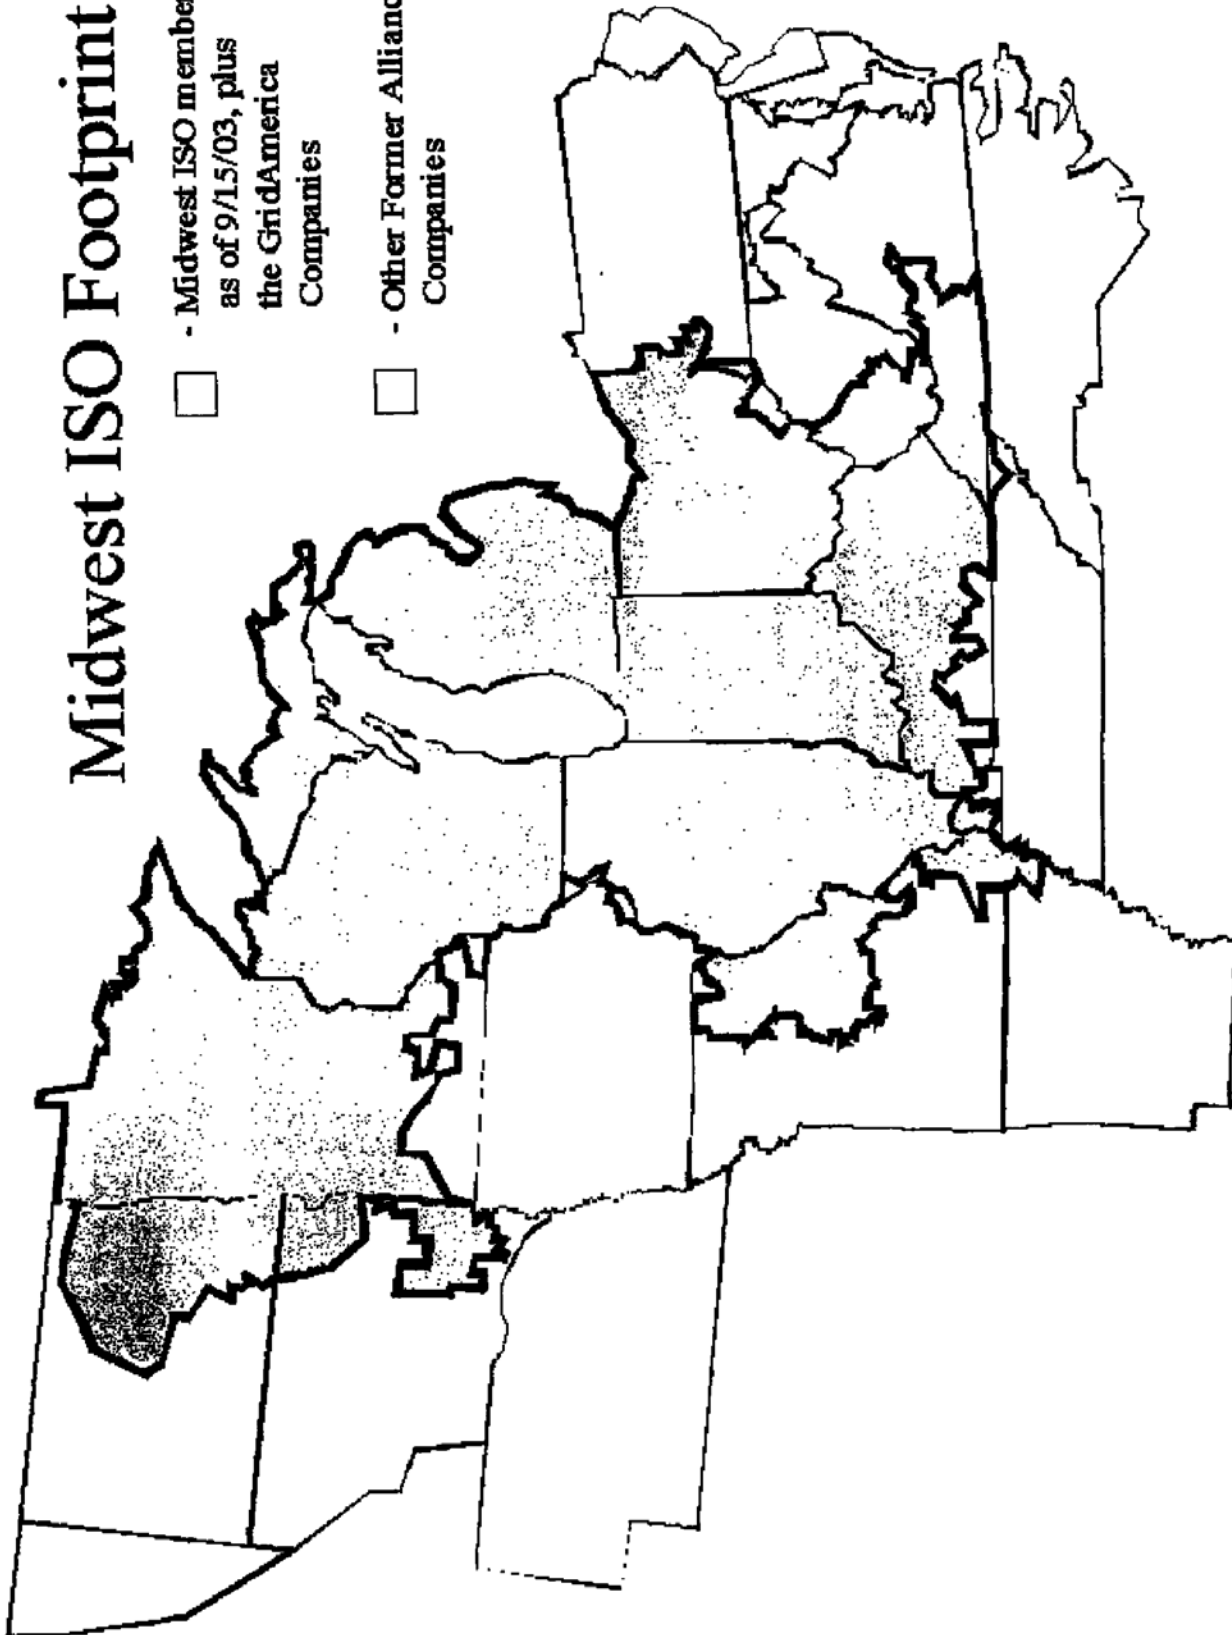 Midwest ISO Footprint
- Midwest ISO membe
as of 9/15/03, plus
the GridAmerica
Companies
- Other Former Allianc
Companies